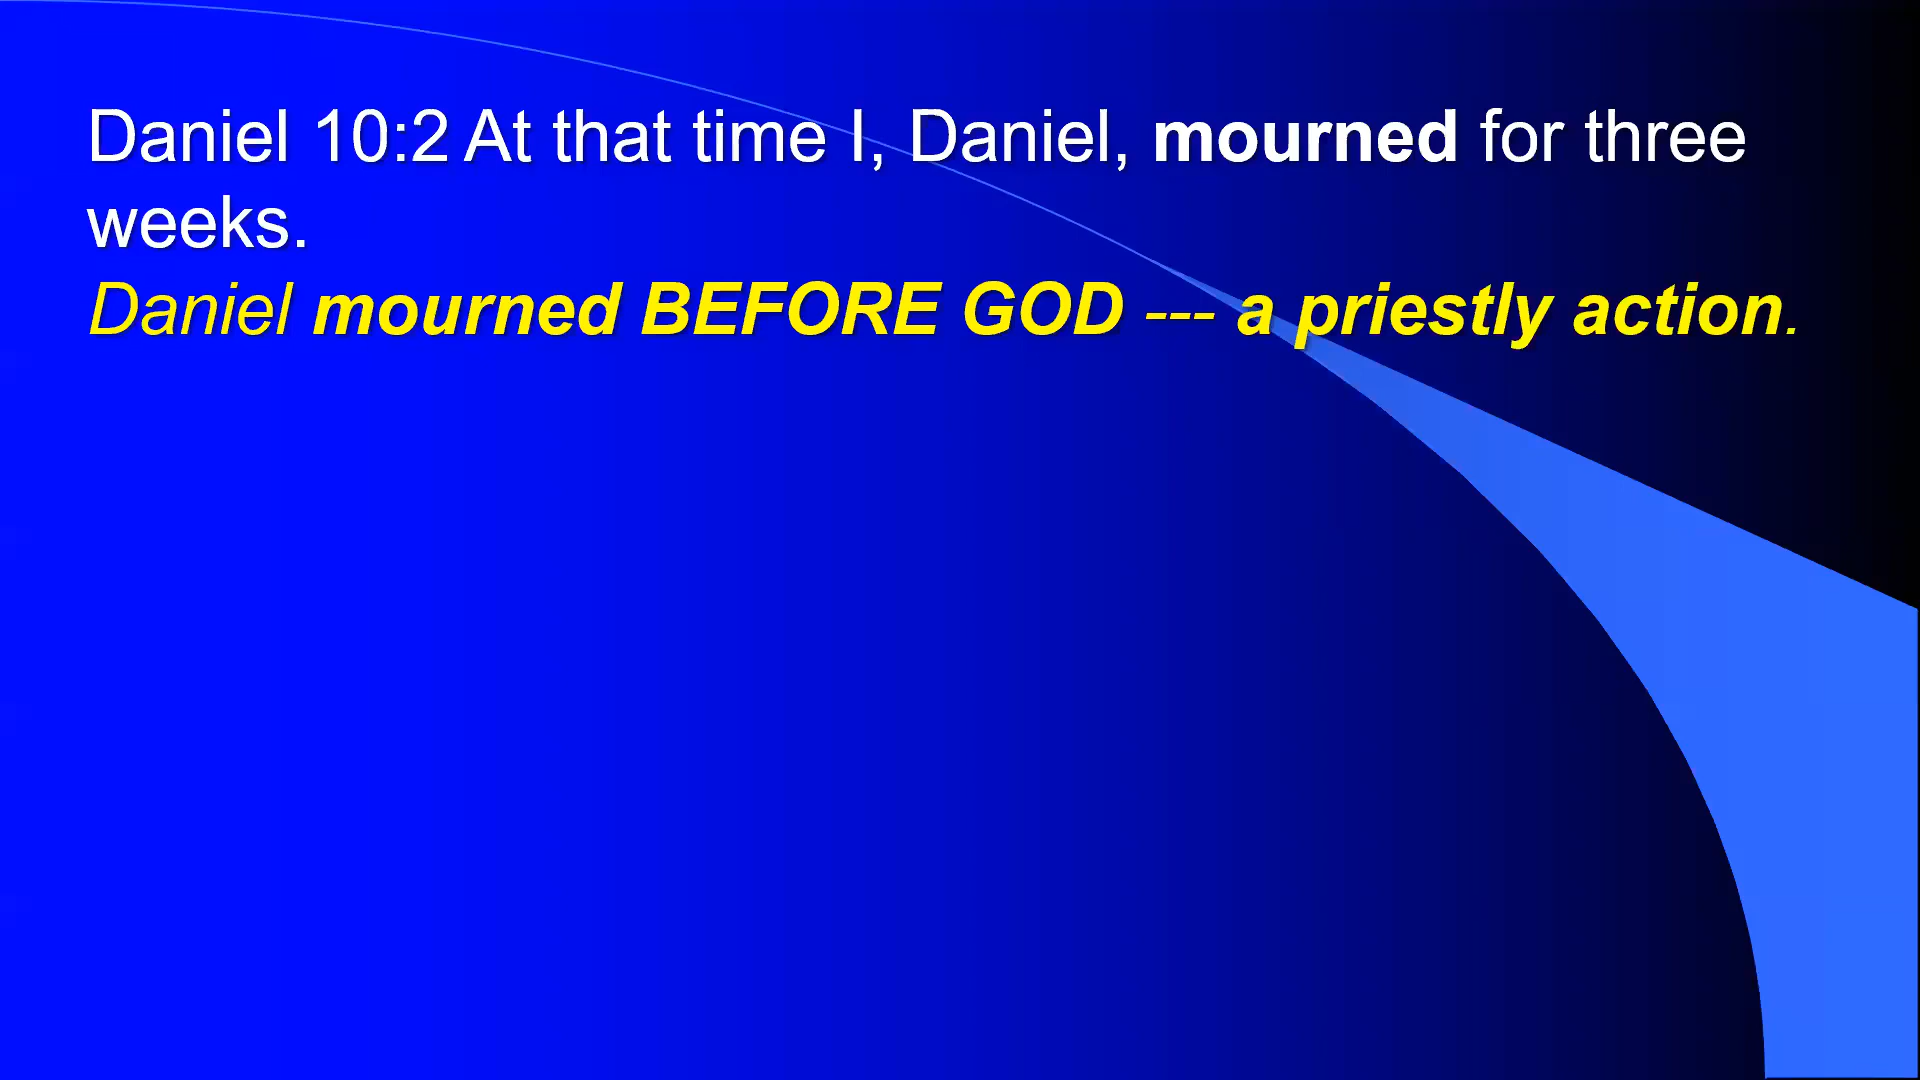 Daniel 10:2 At that time I, Daniel, mourned for three
weeks.
Daniel mourned BEFORE GOD --- a priestly action.